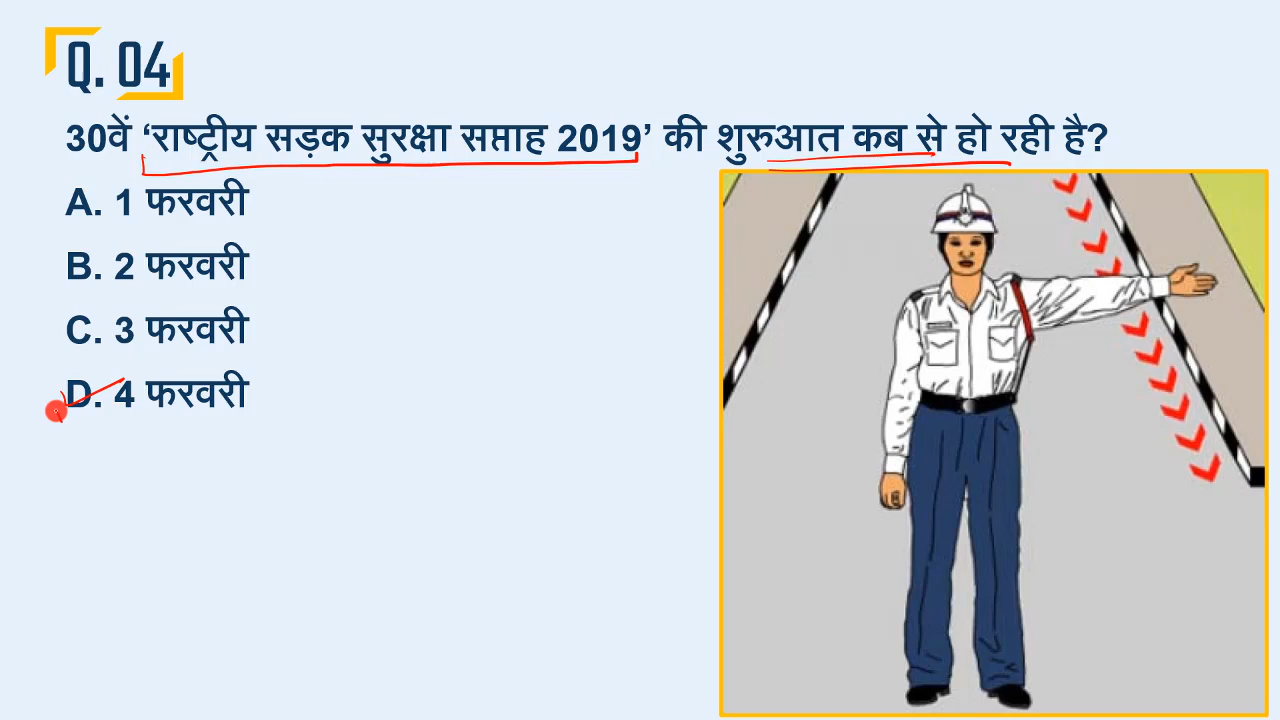 Q. 04
30वें ‘राष्ट्रीय सड़क सुरक्षा सप्ताह 2019’ की शुरुआत कब से हो रही है?
A. 1 फरवरी
B. 2 फरवरी
C. 3 फरवरी
D. 4 फरवरी